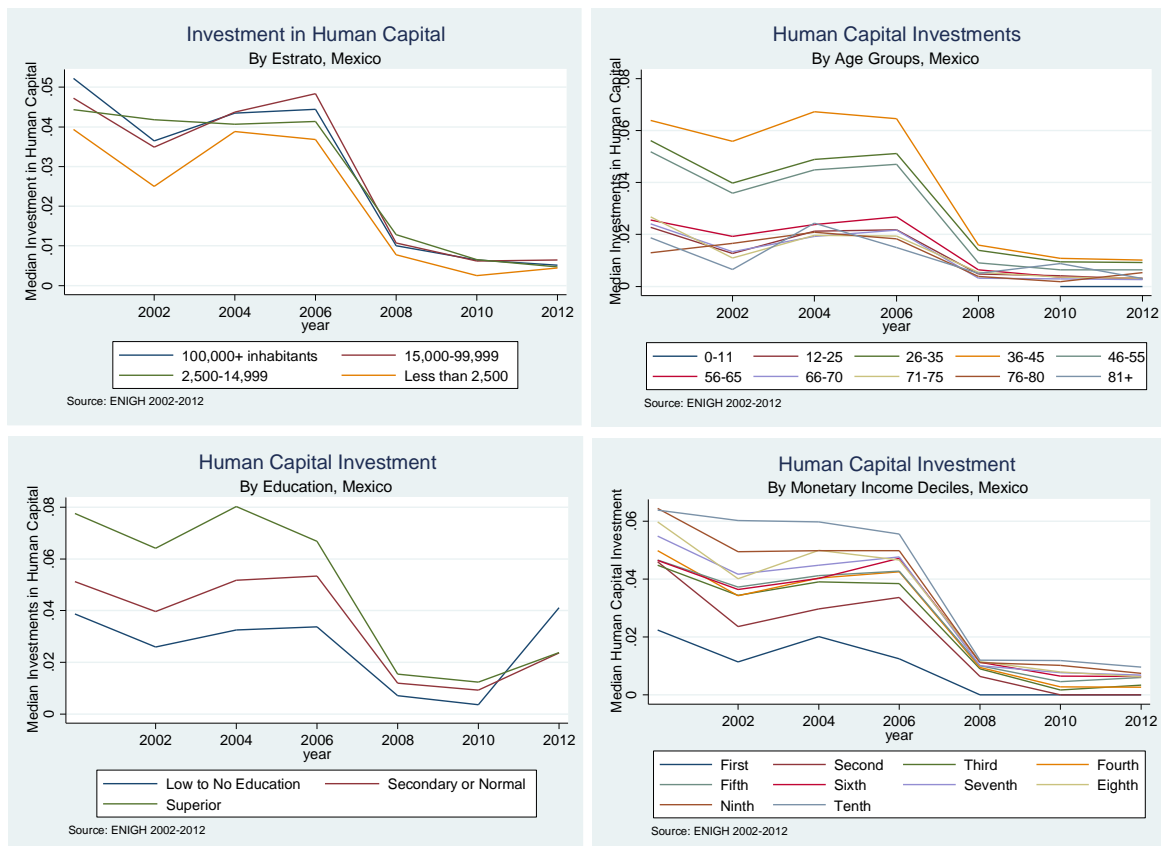 Investment in Human Capital
By Estrato, Mexico
Median Investment in Human Capital
.05
.04
.03
.02
.01
0
2002 2004 2006 2008 2010 2012
year
100,000+ inhabitants 15,000-99,999
2,500-14,999 Less than 2,500
Source: ENIGH 2002-2012
Human Capital Investments
By Age Groups, Mexico
Median Investments in Human Capital
.08
.06
.04
.02
0
2002 2004 2006 2008 2010 2012
year
0-11 12-25 26-35 36-45 46-55
56-65 66-70 71-75 76-80 81+
Source: ENIGH 2002-2012
Human Capital Investment
By Education, Mexico
Median Investments in Human Capital
.08
.06
.04
.02
0
2002 2004 2006 2008 2010 2012
year
Low to No Education Secondary or Normal
Superior
Source: ENIGH 2002-2012
Human Capital Investment
By Monetary Income Deciles, Mexico
Median Human Capital Investment
.06
.04
.02
0
2002 2004 2006 2008 2010 2012
year
First Second Third Fourth
Fifth Sixth Seventh Eighth
Ninth Tenth
Source: ENIGH 2002-2012